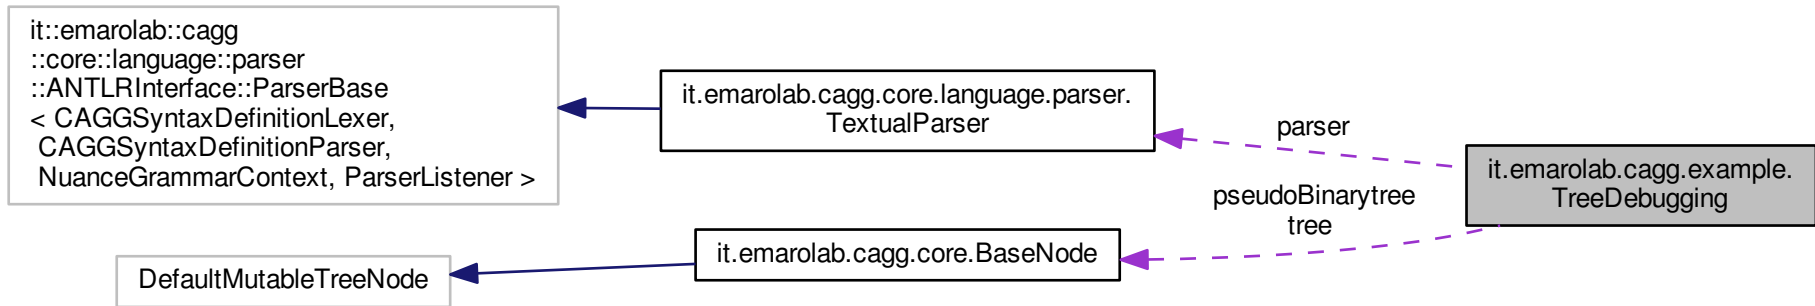 it::emarolab::cagg
::core::language::parser
::ANTLRInterface::ParserBase
< CAGGSyntaxDefinitionLexer,
CAGGSyntaxDefinitionParser,
NuanceGrammarContext, ParserListener >
it.emarolab.cagg.core.language.parser.
TextualParser
parser
it.emarolab.cagg.example.
TreeDebugging
pseudoBinarytree
tree
it.emarolab.cagg.core.BaseNode
DefaultMutableTreeNode